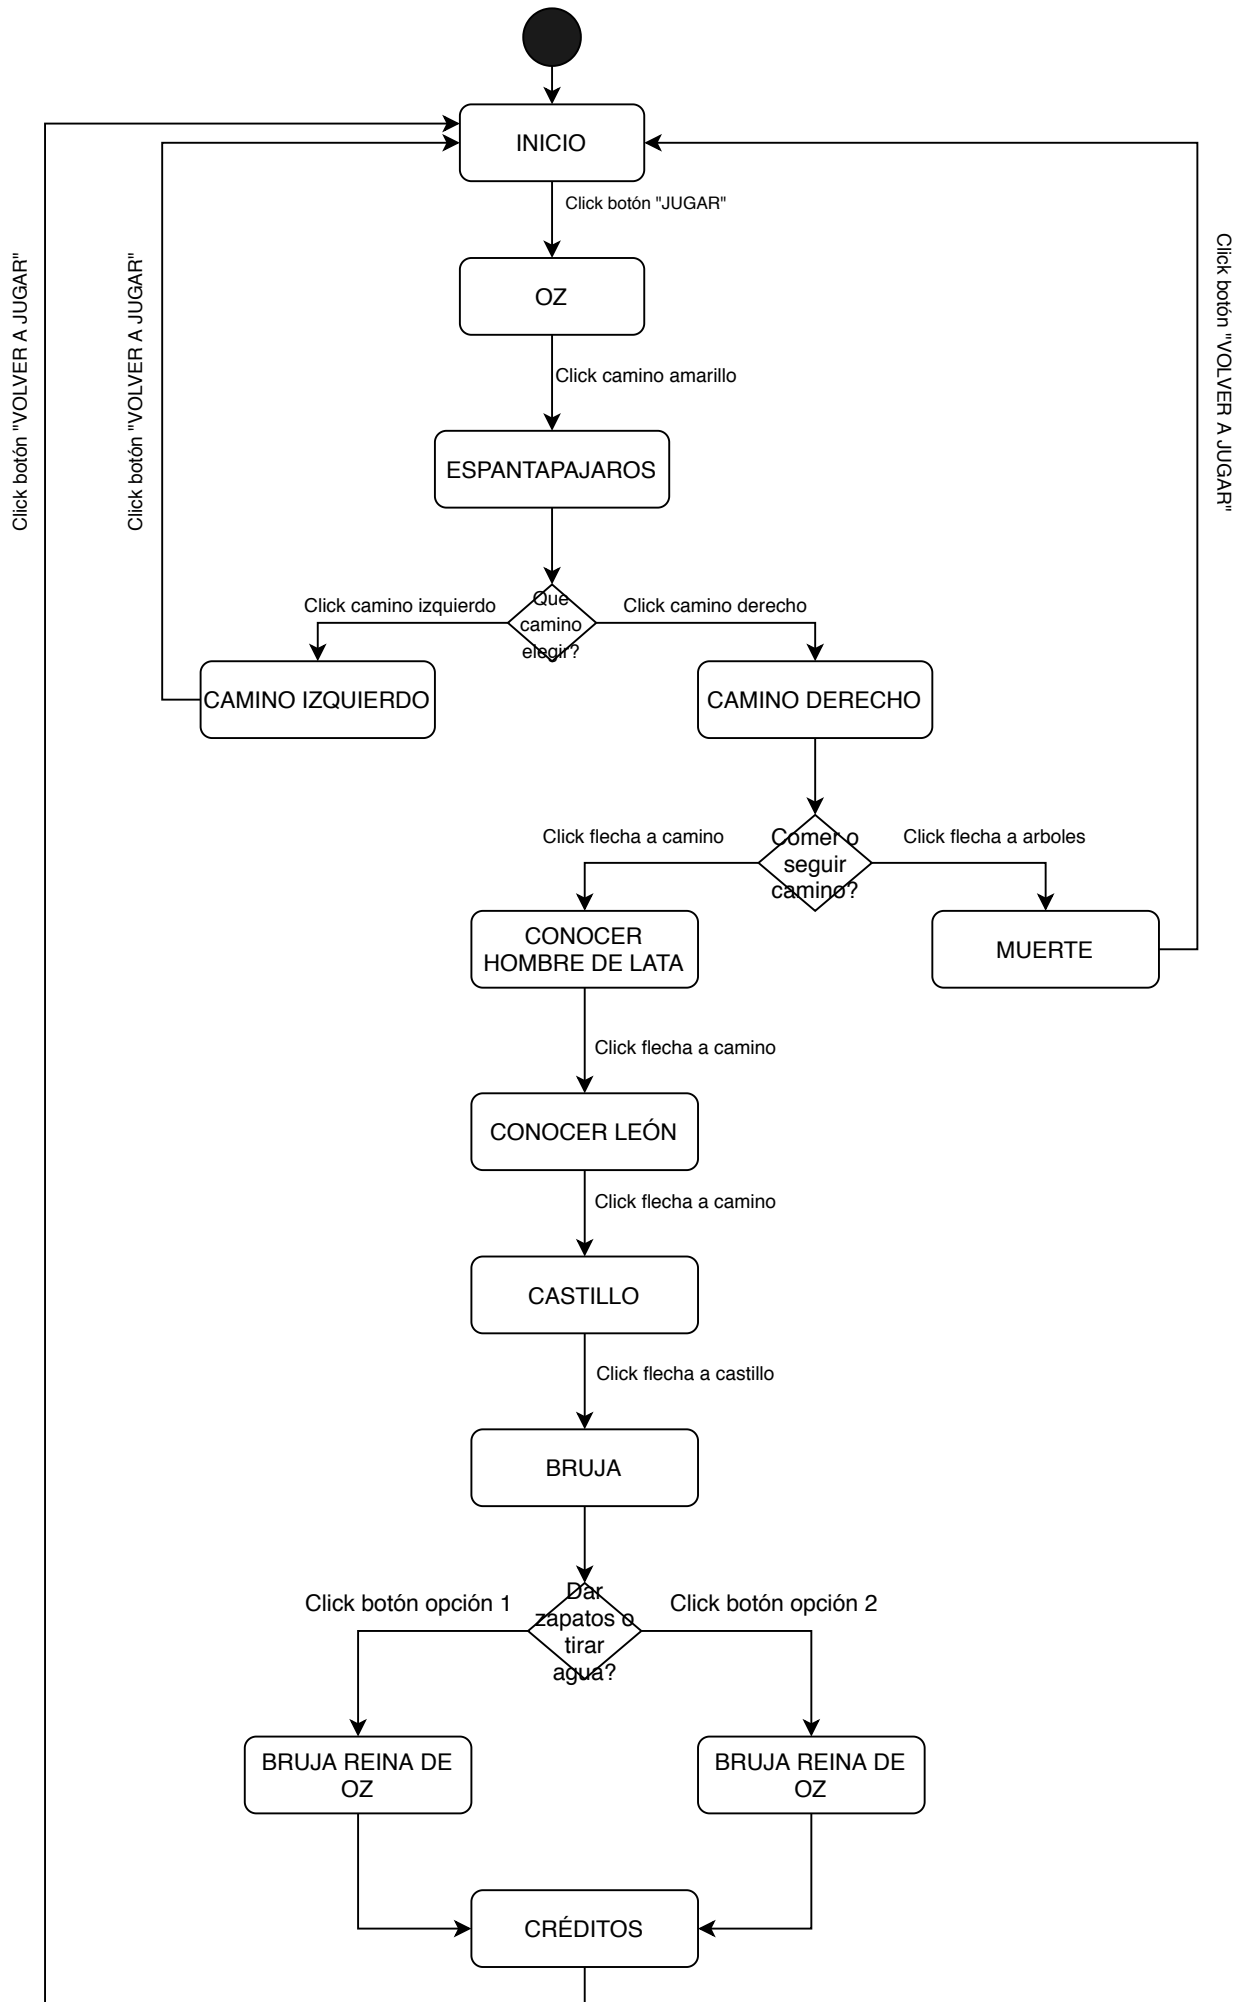 INICIO
Click botón "JUGAR"
Click botón "VOLVER A JUGAR"
Click botón "VOLVER A JUGAR"
Click botón "VOLVER A JUGAR"
OZ
Click camino amarillo
ESPANTAPAJAROS
Click camino izquierdo
Que
camino
elegir?
Click camino derecho
CAMINO IZQUIERDO
CAMINO DERECHO
Click flecha a camino
Comer o
seguir
camino?
Click flecha a arboles
CONOCER
HOMBRE DE LATA
MUERTE
Click flecha a camino
CONOCER LEÓN
Click flecha a camino
CASTILLO
Click flecha a castillo
BRUJA
Click botón opción 1
Dar
zapatos o
tirar
agua?
Click botón opción 2
BRUJA REINA DE
OZ
BRUJA REINA DE
OZ
CRÉDITOS